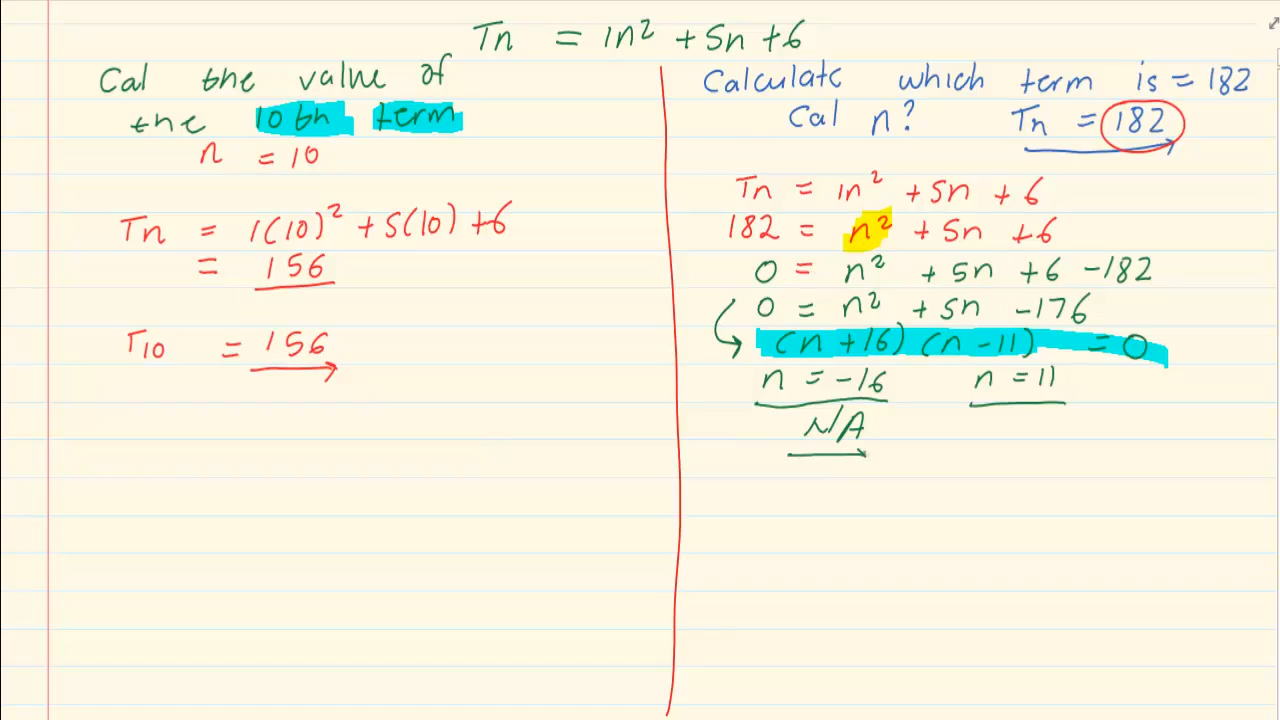 Tn = 1n² + 5n + 6
Cal the value of
the 10th term
n = 10
Tn = 1(10)² + 5(10) + 6
= 156
T10 = 156
Calculate which term is = 182
Cal n? Tn = 182
Tn = 1n² + 5n + 6
182 = n² + 5n + 6
0 = n² + 5n + 6 - 182
0 = n² + 5n - 176
(n + 16) (n - 11) = 0
n = -16 n = 11
N/A